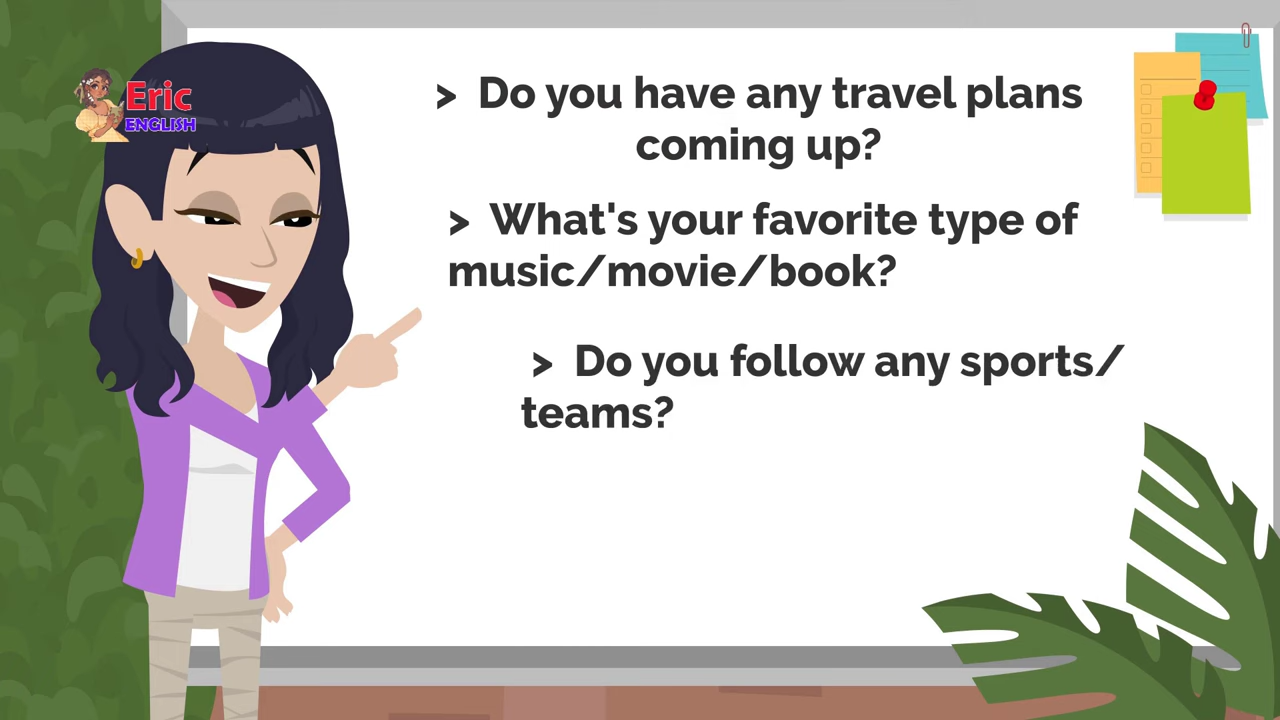 Eric
ENGLISH
> Do you have any travel plans
coming up?
> What's your favorite type of
music/movie/book?
> Do you follow any sports/
teams?